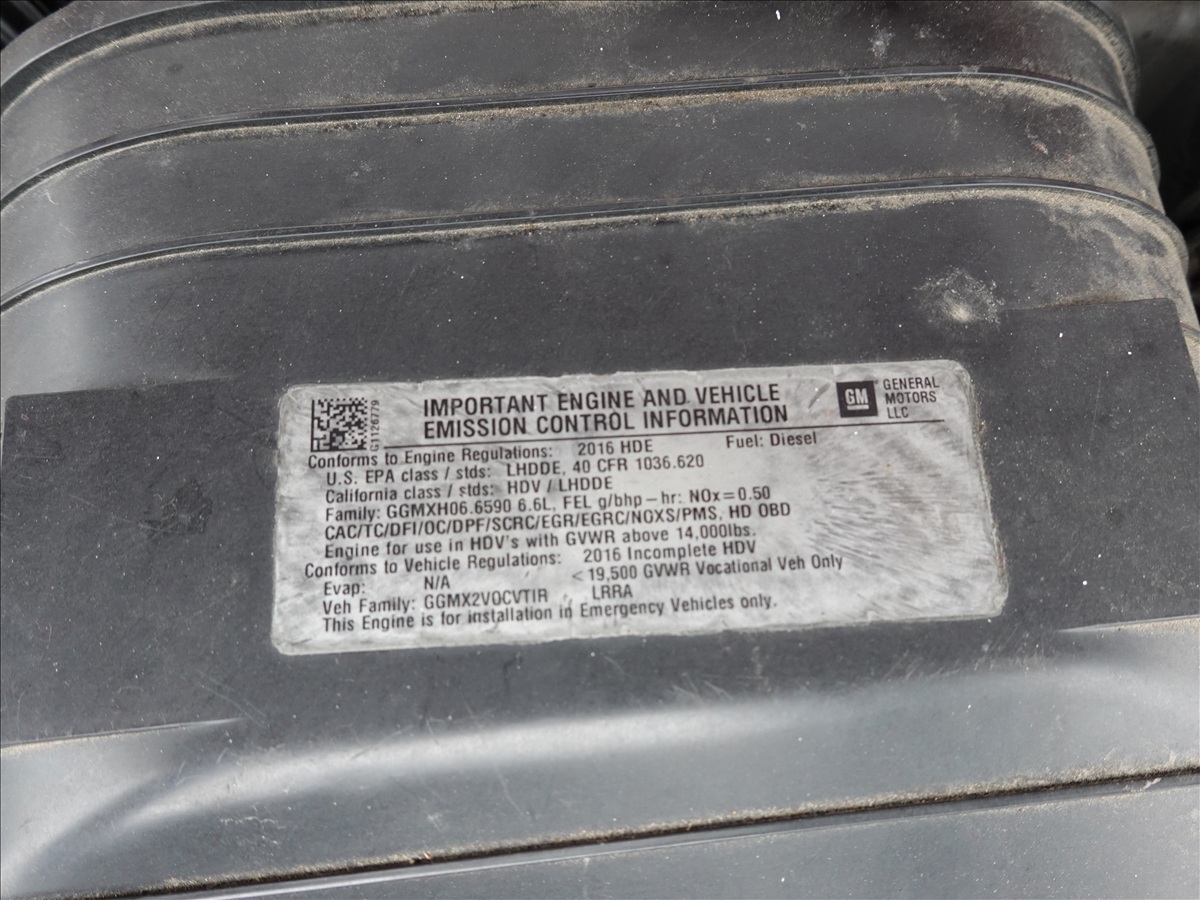 IMPORTANT ENGINE AND VEHICLE
EMISSION CONTROL INFORMATION
G1126779
GM
GENERAL
MOTORS
LLC
Conforms to Engine Regulations: 2016 HDE Fuel: Diesel
U.S. EPA class / stds: LHDDE, 40 CFR 1036.620
California class / stds: HDV / LHDDE
Family: GGMXH06.6590 6.6L, FEL g/bhp-hr: NOx=0.50
CAC/TC/DFI/OC/DPF/SCRC/EGR/EGRC/NOXS/PMS, HD OBD
Engine for use in HDV's with GVWR above 14,000lbs.
Conforms to Vehicle Regulations: 2016 Incomplete HDV
Evap: N/A <19,500 GVWR Vocational Veh Only
Veh Family: GGMX2VOCVTIR LRRA
This Engine is for installation in Emergency Vehicles only.